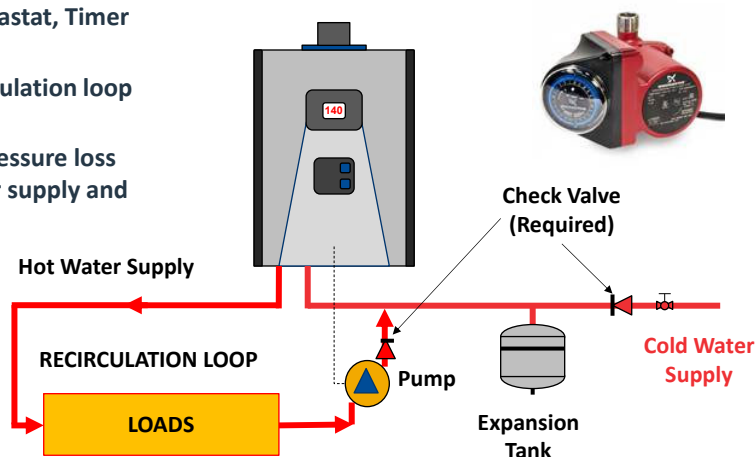 astat, Timer
ulation loop
essure loss
r supply and
140
Check Valve
(Required)
Hot Water Supply
RECIRCULATION LOOP
Pump
Cold Water
Supply
LOADS
Expansion
Tank